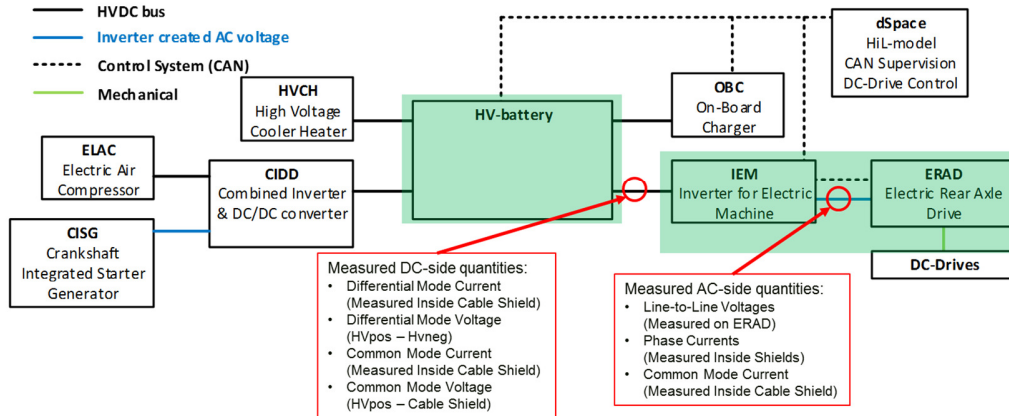 HVDC bus
Inverter created AC voltage
Control System (CAN)
Mechanical
dSpace
HiL-model
CAN Supervision
DC-Drive Control
HVCH
High Voltage
Cooler Heater
HV-battery
OBC
On-Board
Charger
ELAC
Electric Air
Compressor
CIDD
Combined Inverter
& DC/DC converter
IEM
Inverter for Electric
Machine
ERAD
Electric Rear Axle
Drive
CISG
Crankshaft
Integrated Starter
Generator
DC-Drives
Measured DC-side quantities:
• Differential Mode Current
(Measured Inside Cable Shield)
• Differential Mode Voltage
(HVpos – Hvneg)
• Common Mode Current
(Measured Inside Cable Shield)
• Common Mode Voltage
(HVpos – Cable Shield)
Measured AC-side quantities:
• Line-to-Line Voltages
(Measured on ERAD)
• Phase Currents
(Measured Inside Shields)
• Common Mode Current
(Measured Inside Cable Shield)